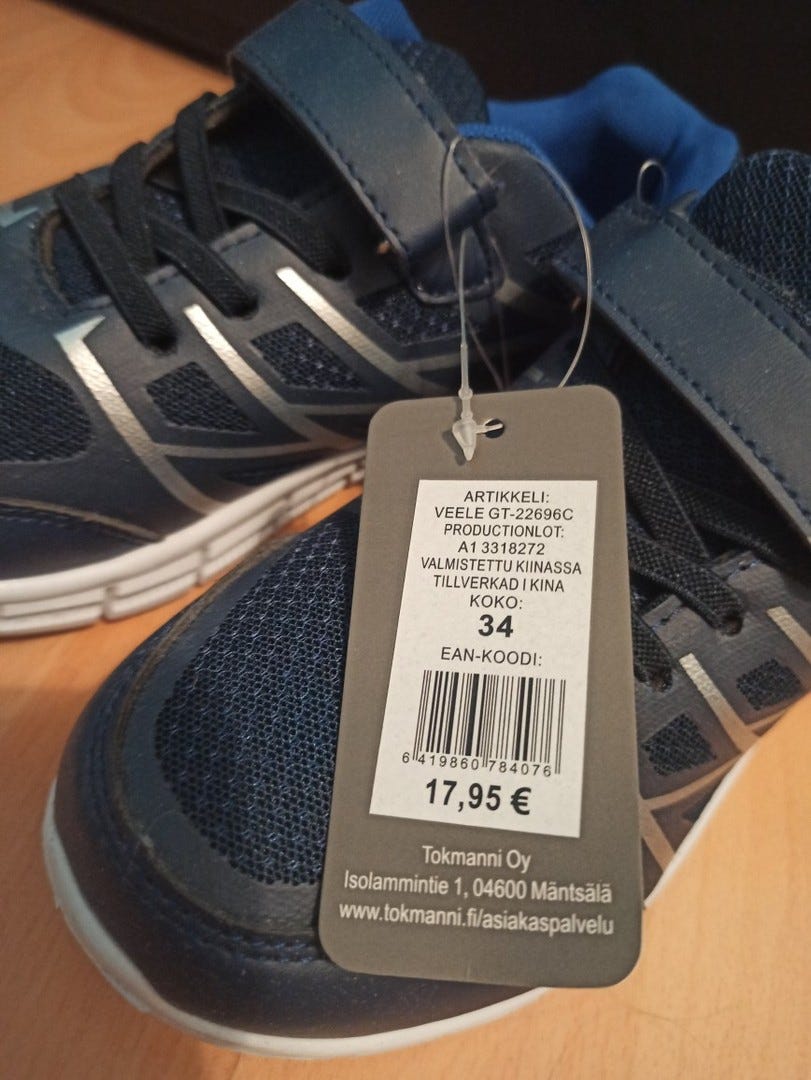 ARTIKKELI:
VEELE GT-22696C
PRODUCTIONLOT:
A1 3318272
VALMISTETTU KIINASSA
TILLVERKAD I KINA
KOKO:
34
EAN-KOODI:
6 419860 784076
17,95 €
Tokmanni Oy
Isolammintie 1, 04600 Mäntsälä
www.tokmanni.fi/asiakaspalvelu